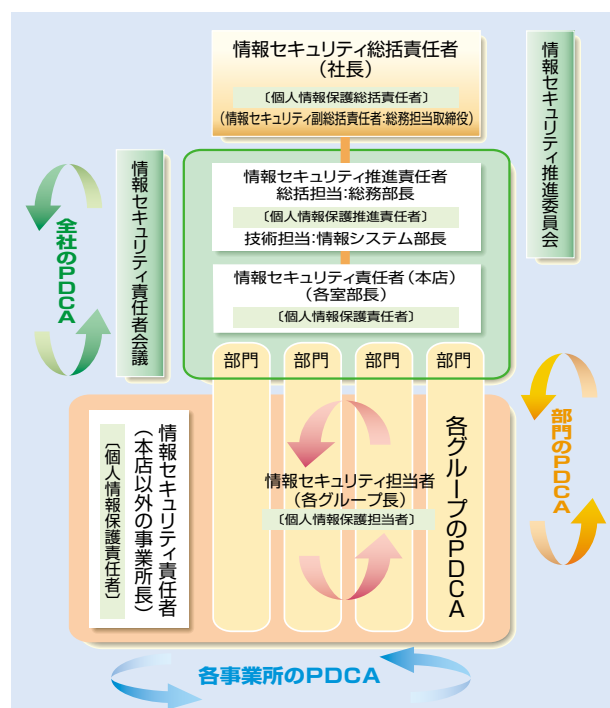 情報セキュリティ総括責任者
(社長)
〔個人情報保護総括責任者〕
(情報セキュリティ副総括責任者:総務担当取締役)
情報セキュリティ推進委員会
情報セキュリティ責任者会議
全社のPDCA
情報セキュリティ推進責任者
総括担当:総務部長
〔個人情報保護推進責任者〕
技術担当:情報システム部長
情報セキュリティ責任者(本店)
(各室部長)
〔個人情報保護責任者〕
部門
部門
部門
部門
部門のPDCA
情報セキュリティ責任者
(本店以外の事業所長)
〔個人情報保護責任者〕
情報セキュリティ担当者
(各グループ長)
〔個人情報保護担当者〕
各グループのPDCA
各事業所のPDCA